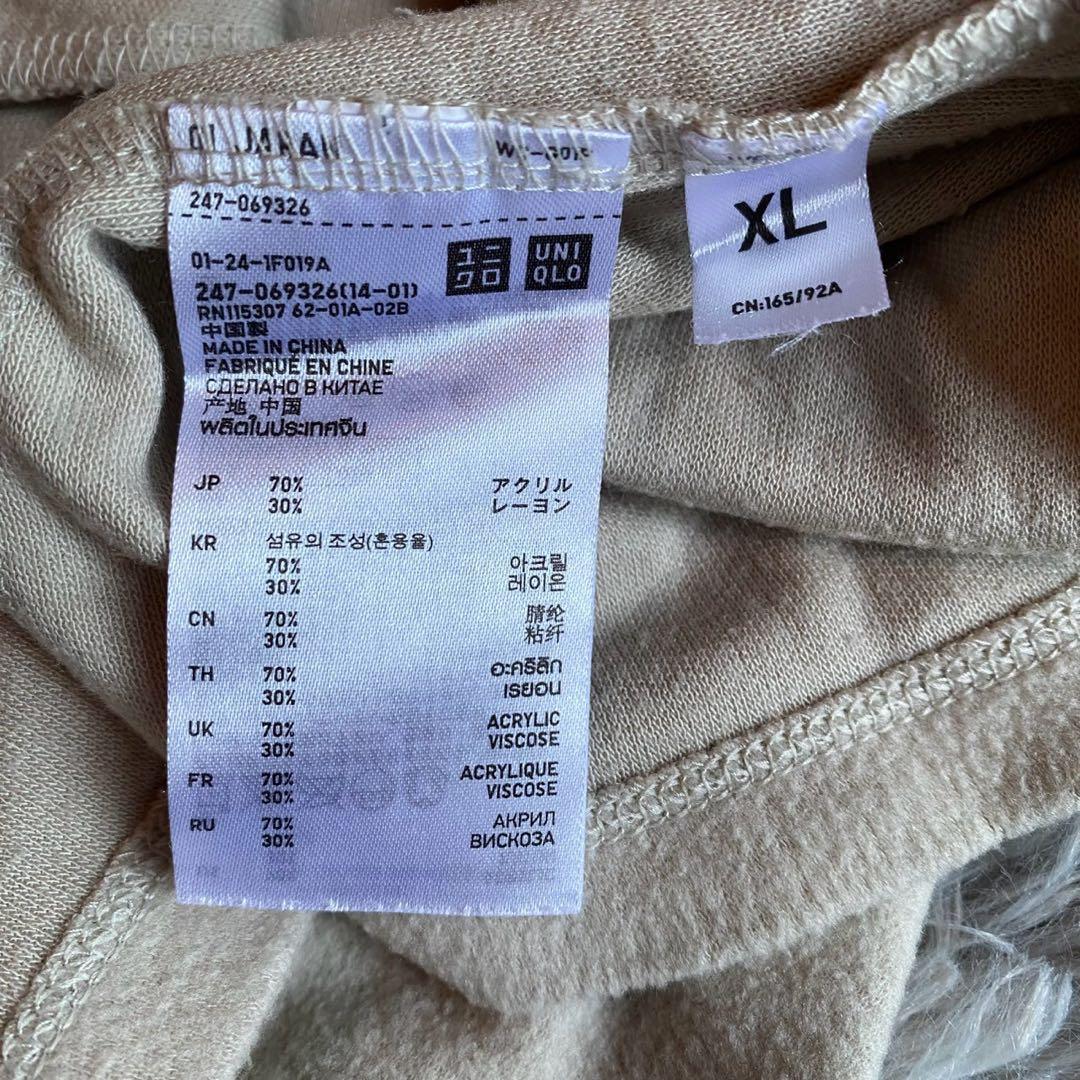 01 JAPAN
247-069326
01-24-1F019A
ユニクロ
UNIQLO
247-069326(14-01)
RN115307 62-01A-02B
中国製
MADE IN CHINA
FABRIQUÉ EN CHINE
СДЕЛАНО В КИТАЕ
产地 中国
ผลิตในประเทศจีน
JP 70% アクリル
30% レーヨン
KR 섬유의 조성(혼용율)
70% 아크릴
30% 레이온
CN 70% 腈纶
30% 粘纤
TH 70% อะคริลิก
30% เรยอน
UK 70% ACRYLIC
30% VISCOSE
FR 70% ACRYLIQUE
30% VISCOSE
RU 70% АКРИЛ
30% ВИСКОЗА
XL
CN:165/92A